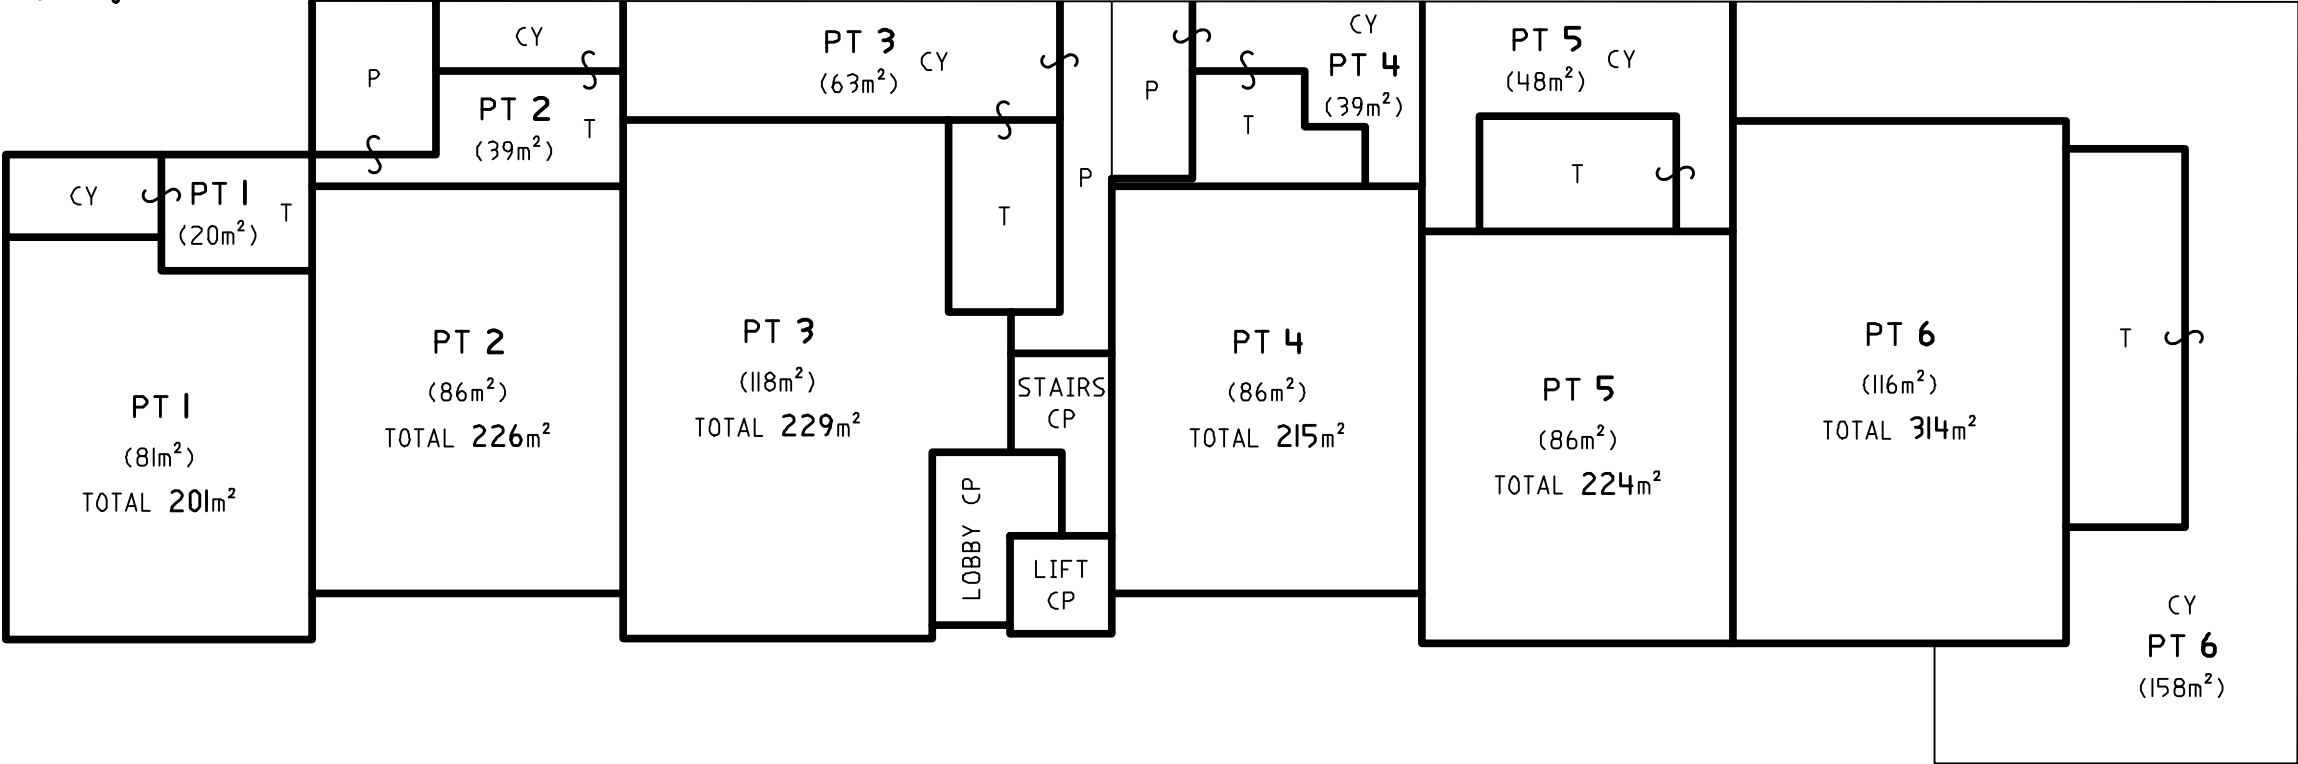 CY
P
PT 2
(39m²)
T
PT 3
(63m²)
CY
CY
PT 4
(39m²)
P
T
PT 5
(48m²)
CY
T
CY
PT 1
(20m²)
T
P
T
PT 1
(81m²)
TOTAL 201m²
PT 2
(86m²)
TOTAL 226m²
PT 3
(118m²)
TOTAL 229m²
STAIRS
CP
LOBBY CP
LIFT
CP
PT 4
(86m²)
TOTAL 215m²
PT 5
(86m²)
TOTAL 224m²
PT 6
(116m²)
TOTAL 314m²
T
CY
PT 6
(158m²)